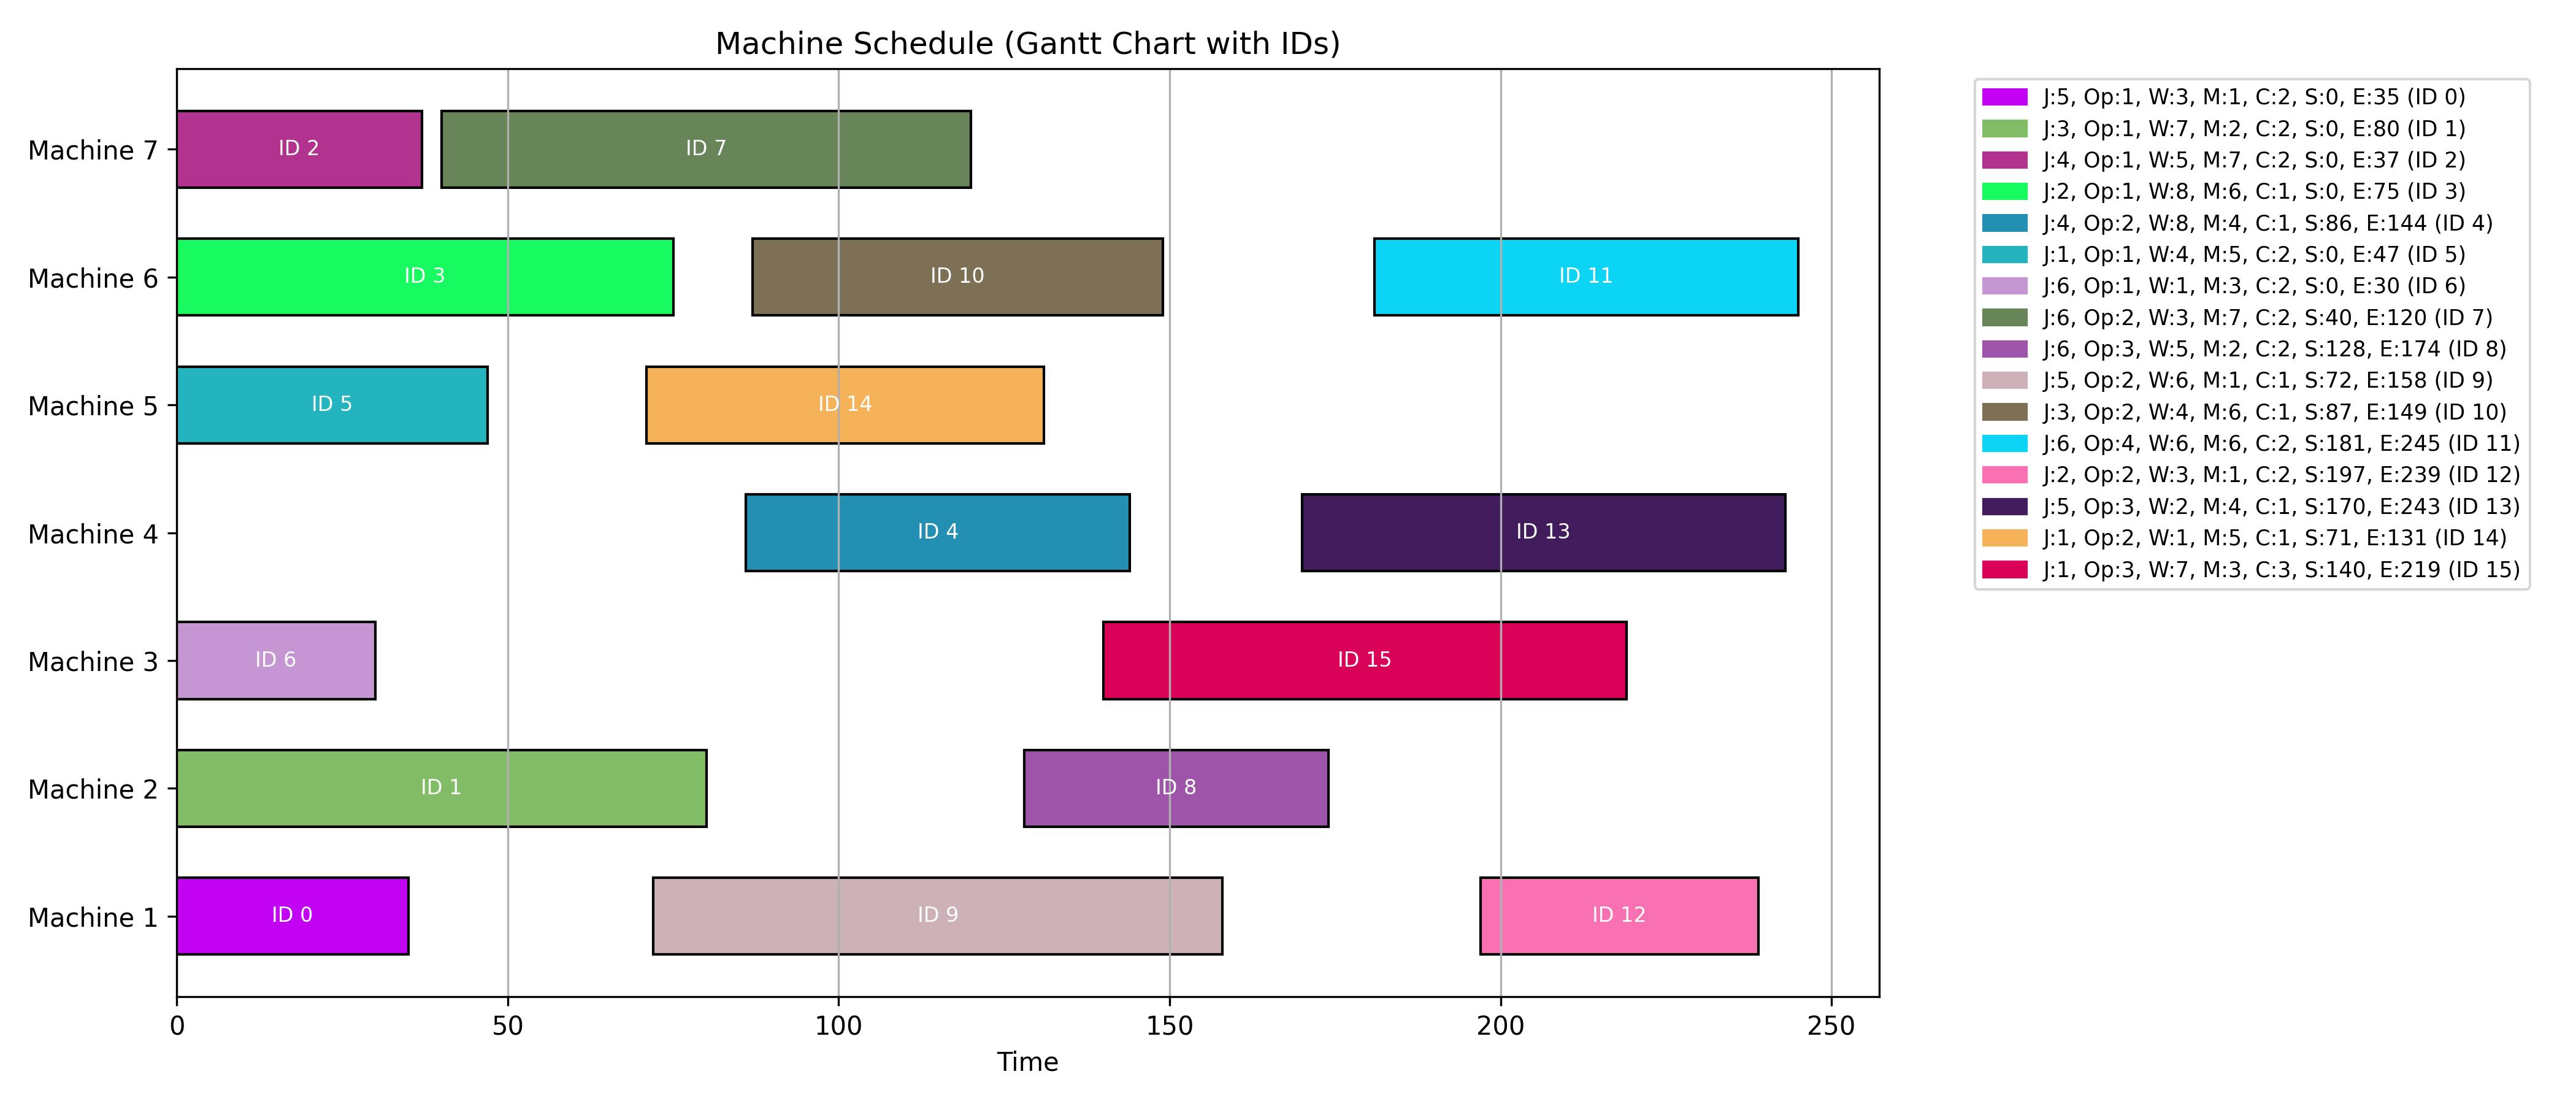 Machine Schedule (Gantt Chart with IDs)
Machine 7
ID 2
ID 7
Machine 6
ID 3
ID 10
ID 11
Machine 5
ID 5
ID 14
Machine 4
ID 4
ID 13
Machine 3
ID 6
ID 15
Machine 2
ID 1
ID 8
Machine 1
ID 0
ID 9
ID 12
0 50 100 150 200 250
Time
J:5, Op:1, W:3, M:1, C:2, S:0, E:35 (ID 0)
J:3, Op:1, W:7, M:2, C:2, S:0, E:80 (ID 1)
J:4, Op:1, W:5, M:7, C:2, S:0, E:37 (ID 2)
J:2, Op:1, W:8, M:6, C:1, S:0, E:75 (ID 3)
J:4, Op:2, W:8, M:4, C:1, S:86, E:144 (ID 4)
J:1, Op:1, W:4, M:5, C:2, S:0, E:47 (ID 5)
J:6, Op:1, W:1, M:3, C:2, S:0, E:30 (ID 6)
J:6, Op:2, W:3, M:7, C:2, S:40, E:120 (ID 7)
J:6, Op:3, W:5, M:2, C:2, S:128, E:174 (ID 8)
J:5, Op:2, W:6, M:1, C:1, S:72, E:158 (ID 9)
J:3, Op:2, W:4, M:6, C:1, S:87, E:149 (ID 10)
J:6, Op:4, W:6, M:6, C:2, S:181, E:245 (ID 11)
J:2, Op:2, W:3, M:1, C:2, S:197, E:239 (ID 12)
J:5, Op:3, W:2, M:4, C:1, S:170, E:243 (ID 13)
J:1, Op:2, W:1, M:5, C:1, S:71, E:131 (ID 14)
J:1, Op:3, W:7, M:3, C:3, S:140, E:219 (ID 15)